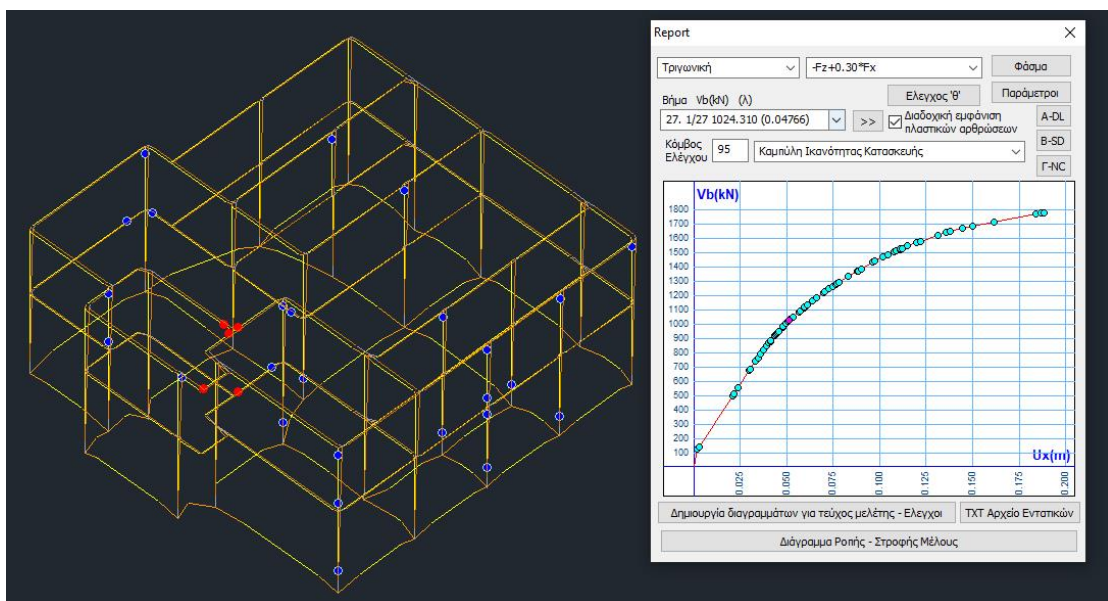 Report
Τριγωνική -Fz+0.30*Fx Φάσμα
Βήμα Vb(kN) (λ) Ελεγχος 'θ' Παράμετροι
27. 1/27 1024.310 (0.04766) >> Διαδοχική εμφάνιση πλαστικών αρθρώσεων A-DL
Κόμβος Ελέγχου 95 Καμπύλη Ικανότητας Κατασκευής B-SD
Γ-NC
Vb(kN)
1800
1700
1600
1500
1400
1300
1200
1100
1000
900
800
700
600
500
400
300
200
100
Ux(m)
0.025 0.050 0.075 0.100 0.125 0.150 0.175 0.200
Δημιουργία διαγραμμάτων για τεύχος μελέτης - Ελεγχοι TXT Αρχείο Εντατικών
Διάγραμμα Ροπής - Στροφής Μέλους